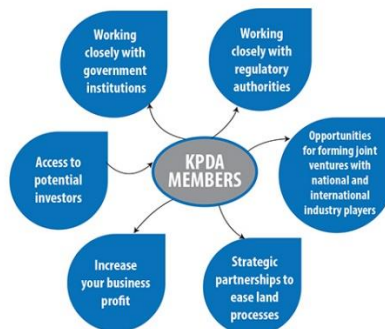 Working
closely with
government
institutions
Working
closely with
regulatory
authorities
Access to
potential
investors
KPDA
MEMBERS
Opportunities
for forming joint
ventures with
national and
international
industry players
Increase
your business
profit
Strategic
partnerships to
ease land
processes